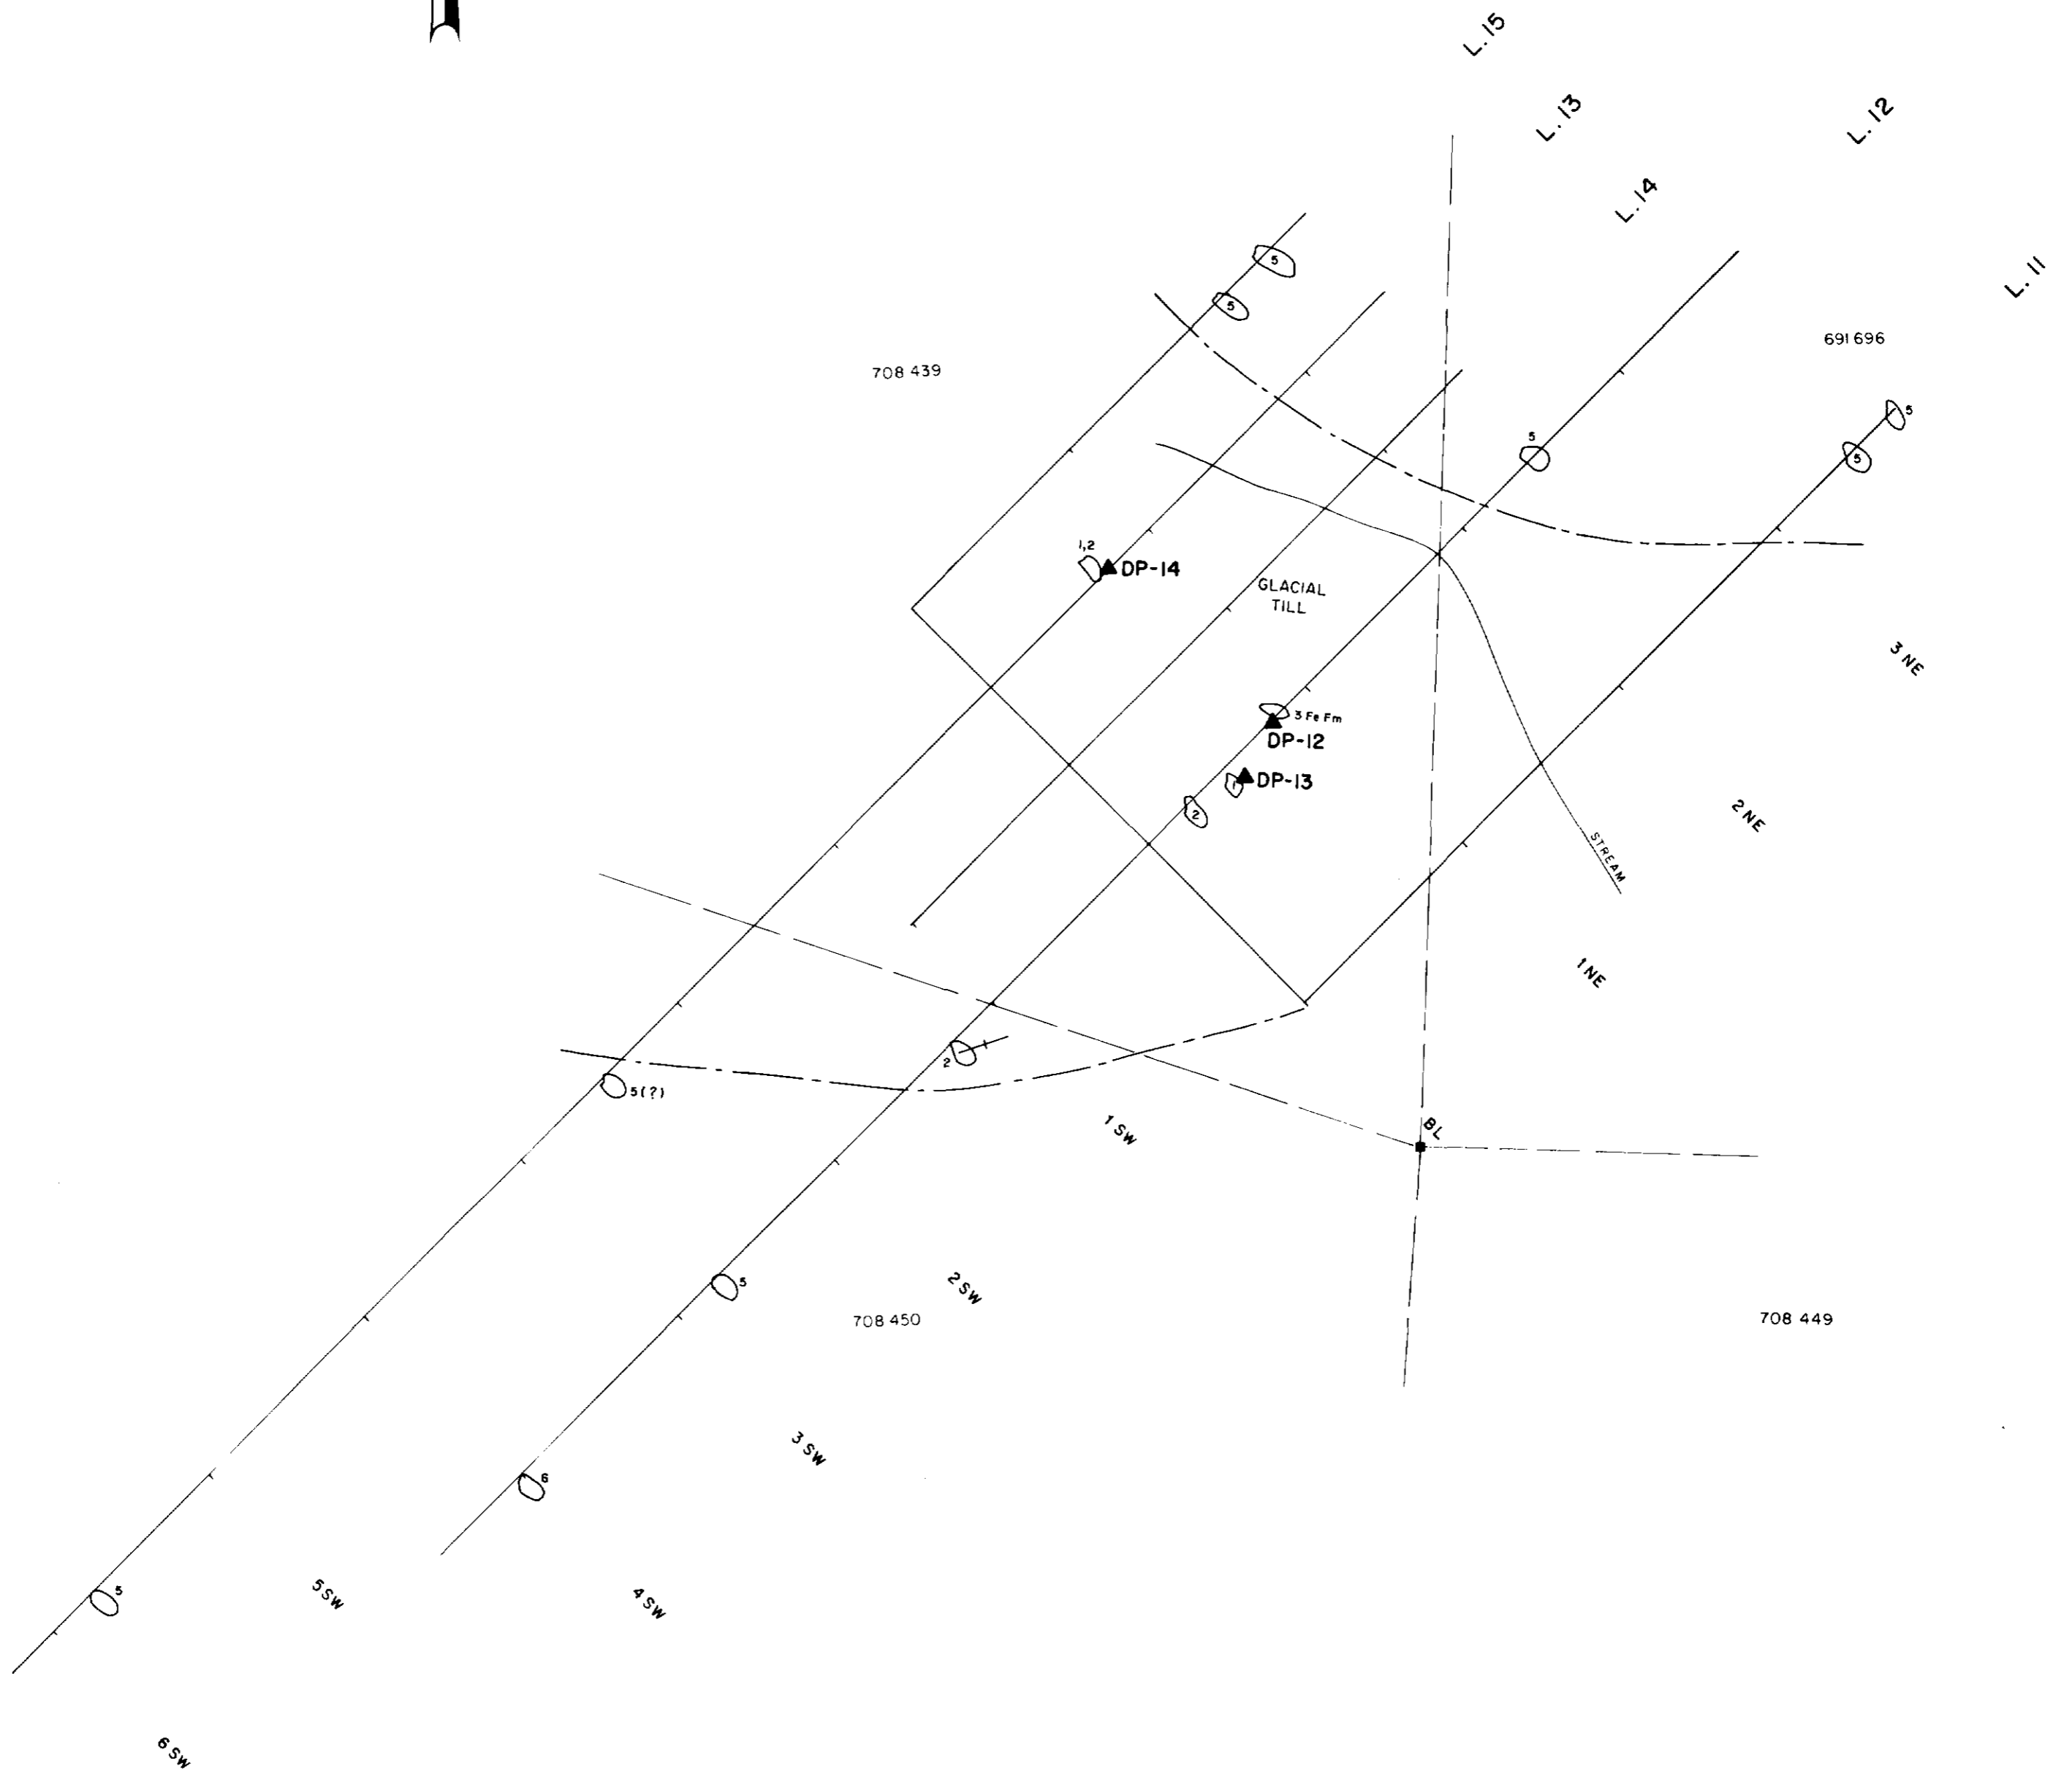 L. 15
L. 13
L. 12
L. 14
L. 11
5
5
691 696
708 439
5
5
5
1,2
DP-14
GLACIAL
TILL
3 NE
3 Fe Fm
DP-12
1
DP-13
2
2 NE
STREAM
1 NE
2
5(?)
1 SW
BL
5
2 SW
708 450
708 449
3 SW
6
5
5 SW
4 SW
6 SW